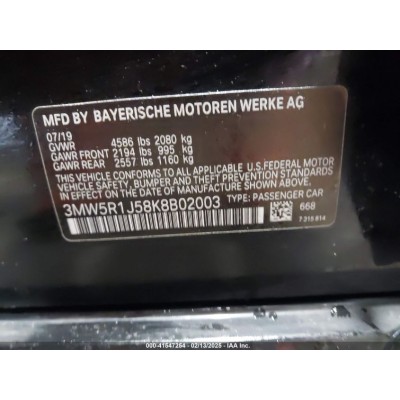 MFD BY BAYERISCHE MOTOREN WERKE AG
07/19
GVWR 4586 lbs 2080 kg
GAWR FRONT 2194 lbs 995 kg
GAWR REAR 2557 lbs 1160 kg
THIS VEHICLE CONFORMS TO ALL APPLICABLE U.S.FEDERAL MOTOR
VEHICLE SAFETY, BUMPER, AND THEFT PREVENTION STANDARDS IN
EFFECT ON THE DATE OF MANUFACTURE SHOWN ABOVE.
3MW5R1J58K8B02003 TYPE: PASSENGER CAR
668
7 315 914
000-41547254 - 02/13/2025 - IAA Inc.